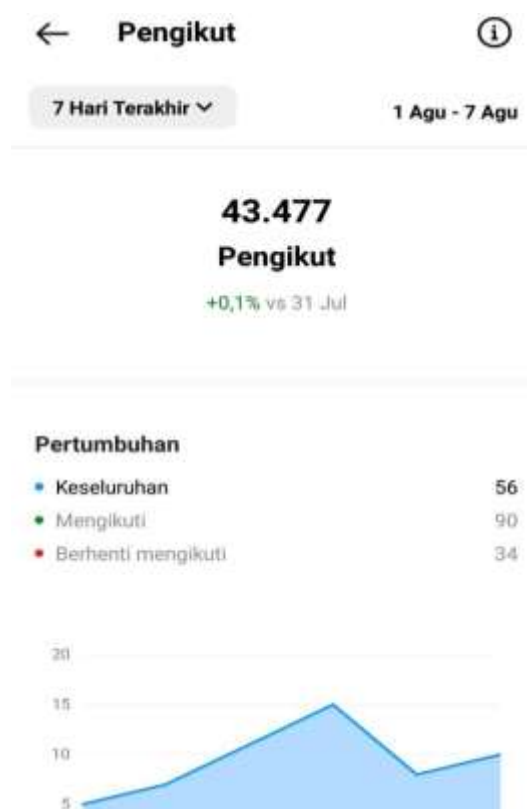 Pengikut
7 Hari Terakhir
1 Agu - 7 Agu
43.477
Pengikut
+0,1% vs 31 Jul
Pertumbuhan
Keseluruhan 56
Mengikuti 90
Berhenti mengikuti 34
20
15
10
5